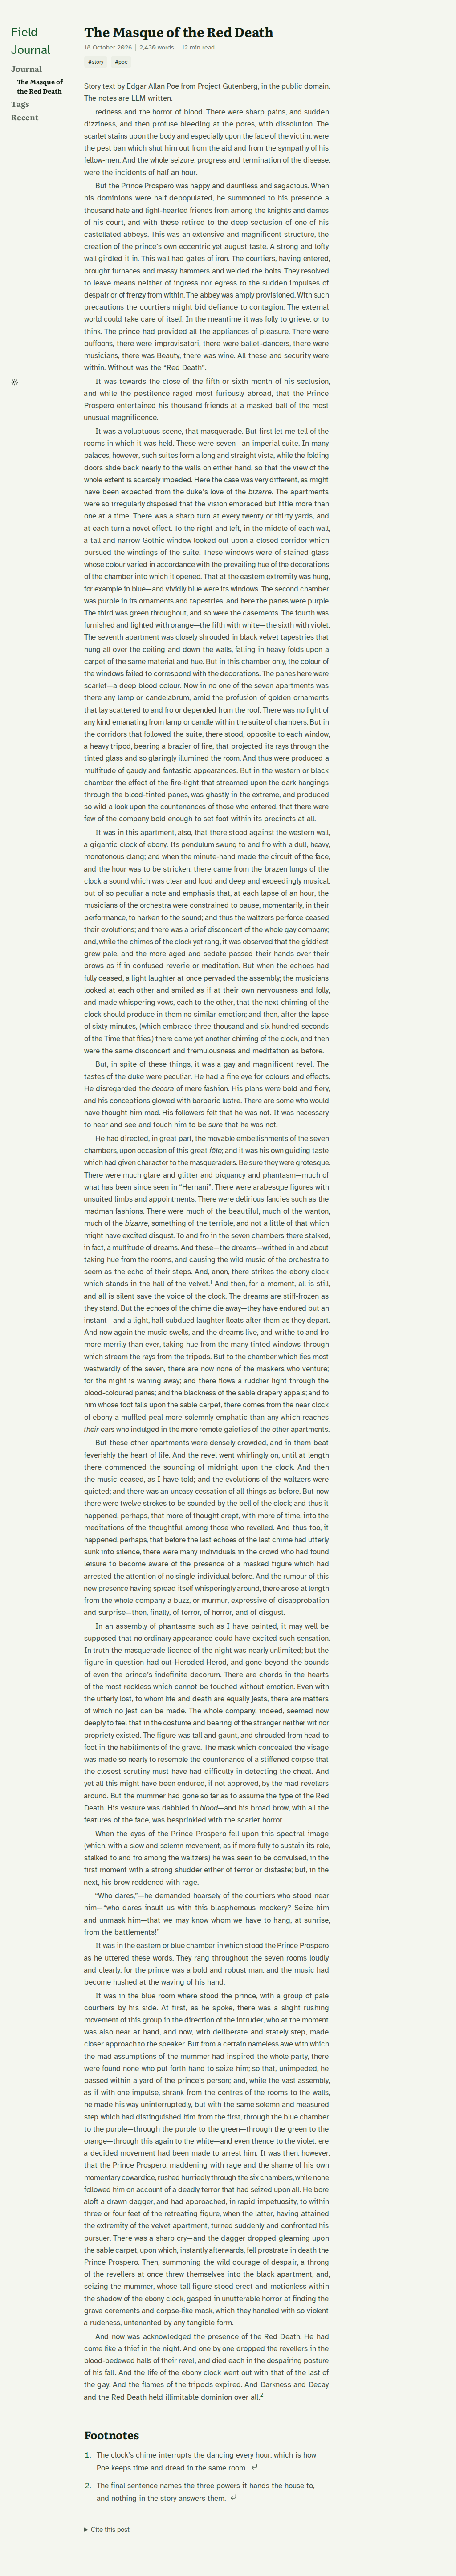 Field
Journal
Journal
The Masque of the
Red Death
Tags
Recent
The Masque of the Red Death
18 October 2026 | 2,430 words | 12 min read
#story #poe
Story text by Edgar Allan Poe from Project Gutenberg, in the public domain.
The notes are LLM written.
redness and the horror of blood. There were sharp pains, and sudden
dizziness, and then profuse bleeding at the pores, with dissolution. The
scarlet stains upon the body and especially upon the face of the victim, were
the pest ban which shut him out from the aid and from the sympathy of his
fellow-men. And the whole seizure, progress and termination of the disease,
were the incidents of half an hour.
But the Prince Prospero was happy and dauntless and sagacious. When
his dominions were half depopulated, he summoned to his presence a
thousand hale and light-hearted friends from among the knights and dames
of his court, and with these retired to the deep seclusion of one of his
castellated abbeys. This was an extensive and magnificent structure, the
creation of the prince's own eccentric yet august taste. A strong and lofty
wall girdled it in. This wall had gates of iron. The courtiers, having entered,
brought furnaces and massy hammers and welded the bolts. They resolved
to leave means neither of ingress nor egress to the sudden impulses of
despair or of frenzy from within. The abbey was amply provisioned. With such
precautions the courtiers might bid defiance to contagion. The external
world could take care of itself. In the meantime it was folly to grieve, or to
think. The prince had provided all the appliances of pleasure. There were
buffoons, there were improvisatori, there were ballet-dancers, there were
musicians, there was Beauty, there was wine. All these and security were
within. Without was the “Red Death”.
It was towards the close of the fifth or sixth month of his seclusion,
and while the pestilence raged most furiously abroad, that the Prince
Prospero entertained his thousand friends at a masked ball of the most
unusual magnificence.
It was a voluptuous scene, that masquerade. But first let me tell of the
rooms in which it was held. These were seven—an imperial suite. In many
palaces, however, such suites form a long and straight vista, while the folding
doors slide back nearly to the walls on either hand, so that the view of the
whole extent is scarcely impeded. Here the case was very different, as might
have been expected from the duke's love of the bizarre. The apartments
were so irregularly disposed that the vision embraced but little more than
one at a time. There was a sharp turn at every twenty or thirty yards, and
at each turn a novel effect. To the right and left, in the middle of each wall,
a tall and narrow Gothic window looked out upon a closed corridor which
pursued the windings of the suite. These windows were of stained glass
whose colour varied in accordance with the prevailing hue of the decorations
of the chamber into which it opened. That at the eastern extremity was hung,
for example in blue—and vividly blue were its windows. The second chamber
was purple in its ornaments and tapestries, and here the panes were purple.
The third was green throughout, and so were the casements. The fourth was
furnished and lighted with orange—the fifth with white—the sixth with violet.
The seventh apartment was closely shrouded in black velvet tapestries that
hung all over the ceiling and down the walls, falling in heavy folds upon a
carpet of the same material and hue. But in this chamber only, the colour of
the windows failed to correspond with the decorations. The panes here were
scarlet—a deep blood colour. Now in no one of the seven apartments was
there any lamp or candelabrum, amid the profusion of golden ornaments
that lay scattered to and fro or depended from the roof. There was no light of
any kind emanating from lamp or candle within the suite of chambers. But in
the corridors that followed the suite, there stood, opposite to each window,
a heavy tripod, bearing a brazier of fire, that projected its rays through the
tinted glass and so glaringly illumined the room. And thus were produced a
multitude of gaudy and fantastic appearances. But in the western or black
chamber the effect of the fire-light that streamed upon the dark hangings
through the blood-tinted panes, was ghastly in the extreme, and produced
so wild a look upon the countenances of those who entered, that there were
few of the company bold enough to set foot within its precincts at all.
It was in this apartment, also, that there stood against the western wall,
a gigantic clock of ebony. Its pendulum swung to and fro with a dull, heavy,
monotonous clang; and when the minute-hand made the circuit of the face,
and the hour was to be stricken, there came from the brazen lungs of the
clock a sound which was clear and loud and deep and exceedingly musical,
but of so peculiar a note and emphasis that, at each lapse of an hour, the
musicians of the orchestra were constrained to pause, momentarily, in their
performance, to harken to the sound; and thus the waltzers perforce ceased
their evolutions; and there was a brief disconcert of the whole gay company;
and, while the chimes of the clock yet rang, it was observed that the giddiest
grew pale, and the more aged and sedate passed their hands over their
brows as if in confused reverie or meditation. But when the echoes had
fully ceased, a light laughter at once pervaded the assembly; the musicians
looked at each other and smiled as if at their own nervousness and folly,
and made whispering vows, each to the other, that the next chiming of the
clock should produce in them no similar emotion; and then, after the lapse
of sixty minutes, (which embrace three thousand and six hundred seconds
of the Time that flies,) there came yet another chiming of the clock, and then
were the same disconcert and tremulousness and meditation as before.
But, in spite of these things, it was a gay and magnificent revel. The
tastes of the duke were peculiar. He had a fine eye for colours and effects.
He disregarded the decora of mere fashion. His plans were bold and fiery,
and his conceptions glowed with barbaric lustre. There are some who would
have thought him mad. His followers felt that he was not. It was necessary
to hear and see and touch him to be sure that he was not.
He had directed, in great part, the movable embellishments of the seven
chambers, upon occasion of this great fête; and it was his own guiding taste
which had given character to the masqueraders. Be sure they were grotesque.
There were much glare and glitter and piquancy and phantasm—much of
what has been since seen in “Hernani”. There were arabesque figures with
unsuited limbs and appointments. There were delirious fancies such as the
madman fashions. There were much of the beautiful, much of the wanton,
much of the bizarre, something of the terrible, and not a little of that which
might have excited disgust. To and fro in the seven chambers there stalked,
in fact, a multitude of dreams. And these—the dreams—writhed in and about
taking hue from the rooms, and causing the wild music of the orchestra to
seem as the echo of their steps. And, anon, there strikes the ebony clock
which stands in the hall of the velvet.1 And then, for a moment, all is still,
and all is silent save the voice of the clock. The dreams are stiff-frozen as
they stand. But the echoes of the chime die away—they have endured but an
instant—and a light, half-subdued laughter floats after them as they depart.
And now again the music swells, and the dreams live, and writhe to and fro
more merrily than ever, taking hue from the many tinted windows through
which stream the rays from the tripods. But to the chamber which lies most
westwardly of the seven, there are now none of the maskers who venture;
for the night is waning away; and there flows a ruddier light through the
blood-coloured panes; and the blackness of the sable drapery appals; and to
him whose foot falls upon the sable carpet, there comes from the near clock
of ebony a muffled peal more solemnly emphatic than any which reaches
their ears who indulged in the more remote gaieties of the other apartments.
But these other apartments were densely crowded, and in them beat
feverishly the heart of life. And the revel went whirlingly on, until at length
there commenced the sounding of midnight upon the clock. And then
the music ceased, as I have told; and the evolutions of the waltzers were
quieted; and there was an uneasy cessation of all things as before. But now
there were twelve strokes to be sounded by the bell of the clock; and thus it
happened, perhaps, that more of thought crept, with more of time, into the
meditations of the thoughtful among those who revelled. And thus too, it
happened, perhaps, that before the last echoes of the last chime had utterly
sunk into silence, there were many individuals in the crowd who had found
leisure to become aware of the presence of a masked figure which had
arrested the attention of no single individual before. And the rumour of this
new presence having spread itself whisperingly around, there arose at length
from the whole company a buzz, or murmur, expressive of disapprobation
and surprise—then, finally, of terror, of horror, and of disgust.
In an assembly of phantasms such as I have painted, it may well be
supposed that no ordinary appearance could have excited such sensation.
In truth the masquerade licence of the night was nearly unlimited; but the
figure in question had out-Heroded Herod, and gone beyond the bounds
of even the prince's indefinite decorum. There are chords in the hearts
of the most reckless which cannot be touched without emotion. Even with
the utterly lost, to whom life and death are equally jests, there are matters
of which no jest can be made. The whole company, indeed, seemed now
deeply to feel that in the costume and bearing of the stranger neither wit nor
propriety existed. The figure was tall and gaunt, and shrouded from head to
foot in the habiliments of the grave. The mask which concealed the visage
was made so nearly to resemble the countenance of a stiffened corpse that
the closest scrutiny must have had difficulty in detecting the cheat. And
yet all this might have been endured, if not approved, by the mad revellers
around. But the mummer had gone so far as to assume the type of the Red
Death. His vesture was dabbled in blood—and his broad brow, with all the
features of the face, was besprinkled with the scarlet horror.
When the eyes of the Prince Prospero fell upon this spectral image
(which, with a slow and solemn movement, as if more fully to sustain its role,
stalked to and fro among the waltzers) he was seen to be convulsed, in the
first moment with a strong shudder either of terror or distaste; but, in the
next, his brow reddened with rage.
“Who dares,”—he demanded hoarsely of the courtiers who stood near
him—“who dares insult us with this blasphemous mockery? Seize him
and unmask him—that we may know whom we have to hang, at sunrise,
from the battlements!”
It was in the eastern or blue chamber in which stood the Prince Prospero
as he uttered these words. They rang throughout the seven rooms loudly
and clearly, for the prince was a bold and robust man, and the music had
become hushed at the waving of his hand.
It was in the blue room where stood the prince, with a group of pale
courtiers by his side. At first, as he spoke, there was a slight rushing
movement of this group in the direction of the intruder, who at the moment
was also near at hand, and now, with deliberate and stately step, made
closer approach to the speaker. But from a certain nameless awe with which
the mad assumptions of the mummer had inspired the whole party, there
were found none who put forth hand to seize him; so that, unimpeded, he
passed within a yard of the prince's person; and, while the vast assembly,
as if with one impulse, shrank from the centres of the rooms to the walls,
he made his way uninterruptedly, but with the same solemn and measured
step which had distinguished him from the first, through the blue chamber
to the purple—through the purple to the green—through the green to the
orange—through this again to the white—and even thence to the violet, ere
a decided movement had been made to arrest him. It was then, however,
that the Prince Prospero, maddening with rage and the shame of his own
momentary cowardice, rushed hurriedly through the six chambers, while none
followed him on account of a deadly terror that had seized upon all. He bore
aloft a drawn dagger, and had approached, in rapid impetuosity, to within
three or four feet of the retreating figure, when the latter, having attained
the extremity of the velvet apartment, turned suddenly and confronted his
pursuer. There was a sharp cry—and the dagger dropped gleaming upon
the sable carpet, upon which, instantly afterwards, fell prostrate in death the
Prince Prospero. Then, summoning the wild courage of despair, a throng
of the revellers at once threw themselves into the black apartment, and,
seizing the mummer, whose tall figure stood erect and motionless within
the shadow of the ebony clock, gasped in unutterable horror at finding the
grave cerements and corpse-like mask, which they handled with so violent
a rudeness, untenanted by any tangible form.
And now was acknowledged the presence of the Red Death. He had
come like a thief in the night. And one by one dropped the revellers in the
blood-bedewed halls of their revel, and died each in the despairing posture
of his fall. And the life of the ebony clock went out with that of the last of
the gay. And the flames of the tripods expired. And Darkness and Decay
and the Red Death held illimitable dominion over all.2
Footnotes
1. The clock's chime interrupts the dancing every hour, which is how
Poe keeps time and dread in the same room. ↩
2. The final sentence names the three powers it hands the house to,
and nothing in the story answers them. ↩
Cite this post